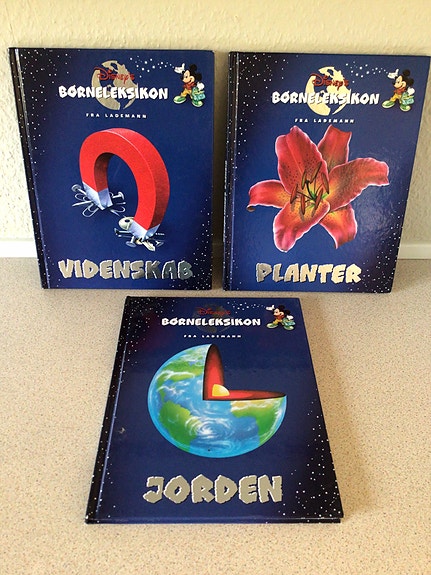 Disney's
BØRNELEKSIKON
FRA LADEMANN
VIDENSKAB
Disney's
BØRNELEKSIKON
FRA LADEMANN
PLANTER
Disney's
BØRNELEKSIKON
FRA LADEMANN
JORDEN